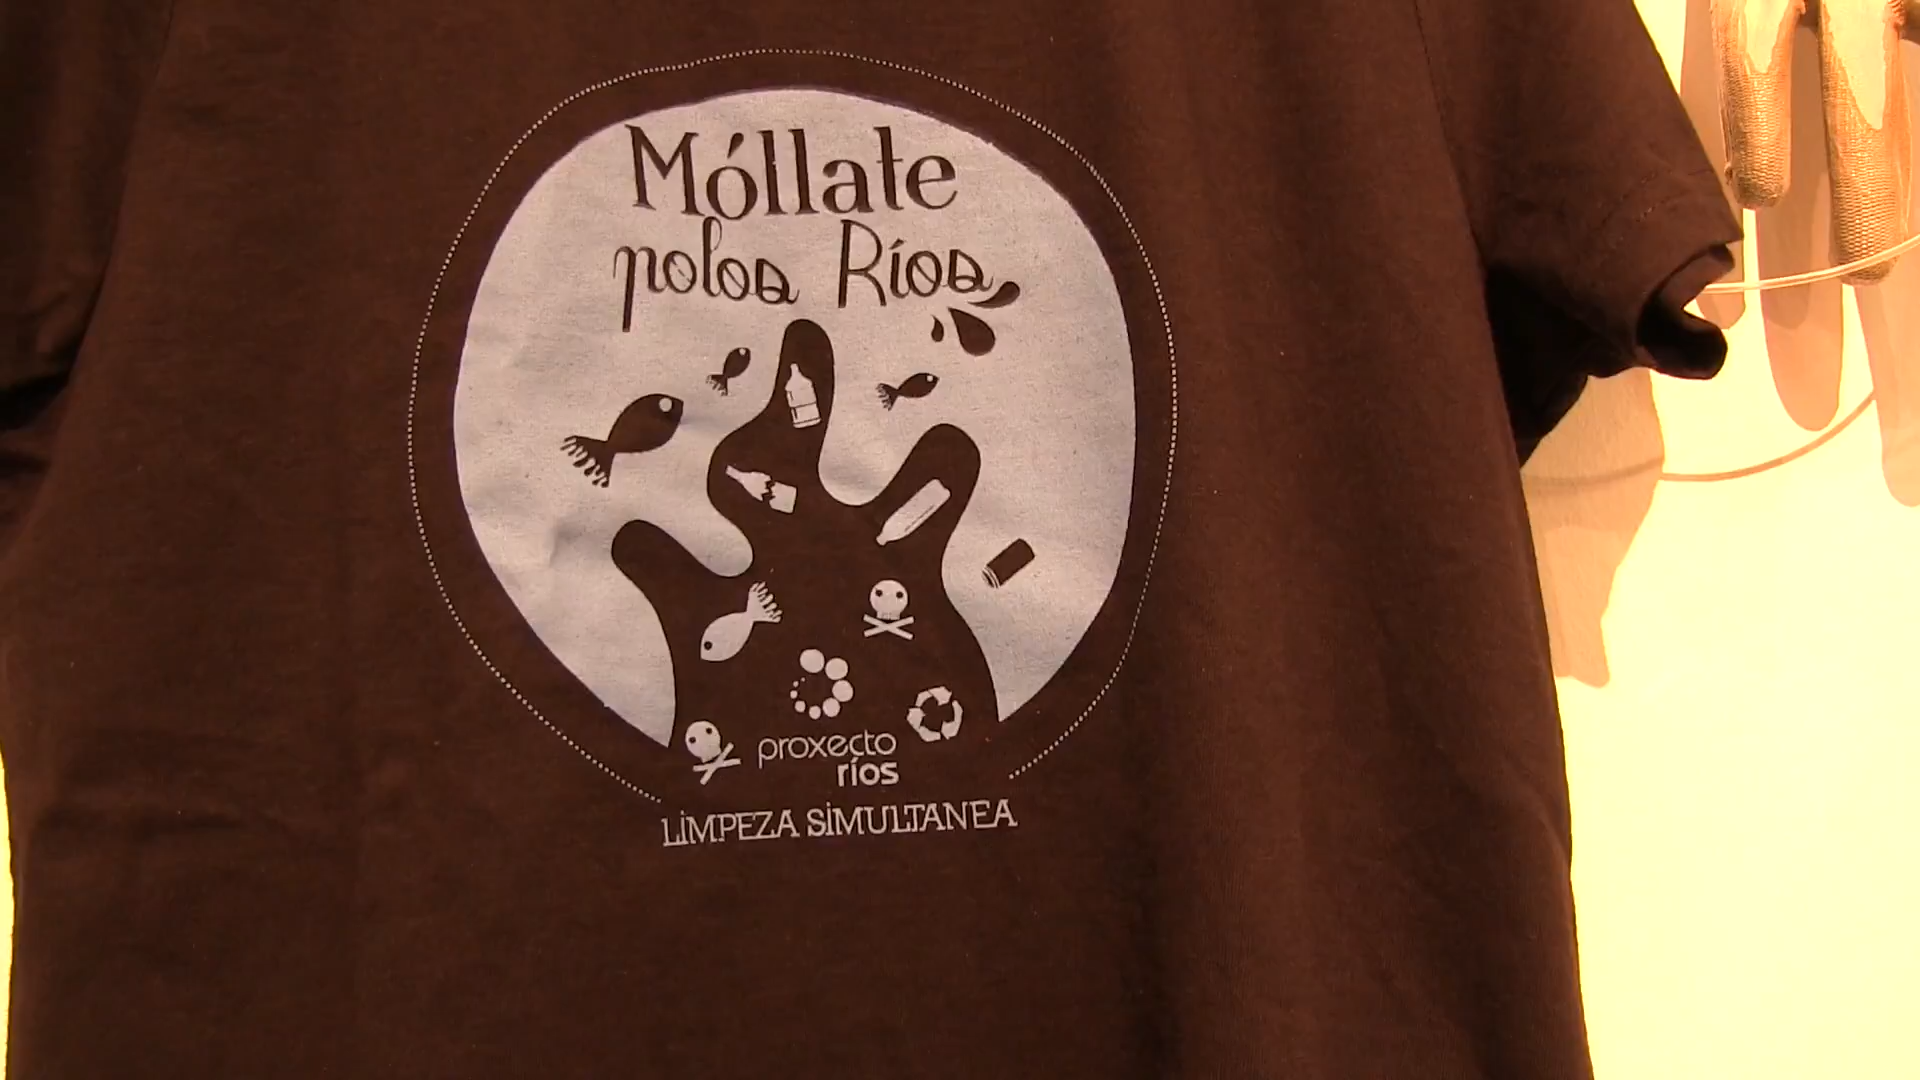 Móllate
polos Ríos
proxecto
ríos
LiMPEZA SiMULTANEA